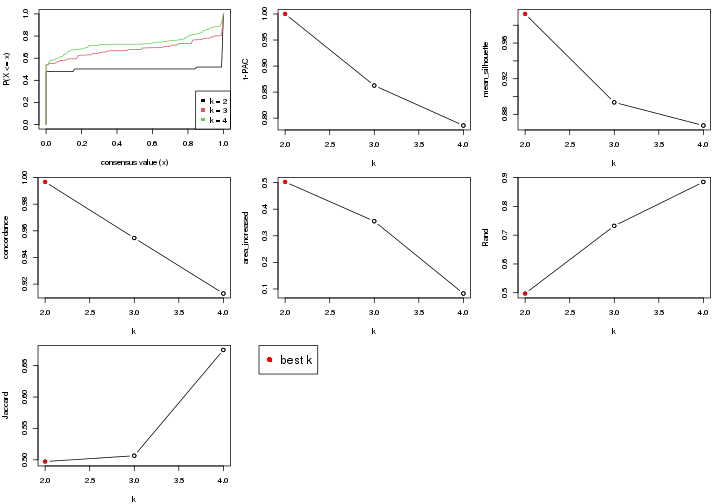 P(X <= x)
0.0 0.2 0.4 0.6 0.8 1.0
k = 2
k = 3
k = 4
0.0 0.2 0.4 0.6 0.8 1.0
consensus value (x)
1-PAC
0.80 0.85 0.90 0.95 1.00
2.0 2.5 3.0 3.5 4.0
k
mean_silhouette
0.88 0.92 0.96
2.0 2.5 3.0 3.5 4.0
k
concordance
0.92 0.94 0.96 0.98 1.00
2.0 2.5 3.0 3.5 4.0
k
area_increased
0.1 0.2 0.3 0.4 0.5
2.0 2.5 3.0 3.5 4.0
k
Rand
0.5 0.6 0.7 0.8 0.9
2.0 2.5 3.0 3.5 4.0
k
Jaccard
0.50 0.55 0.60 0.65
2.0 2.5 3.0 3.5 4.0
k
best k